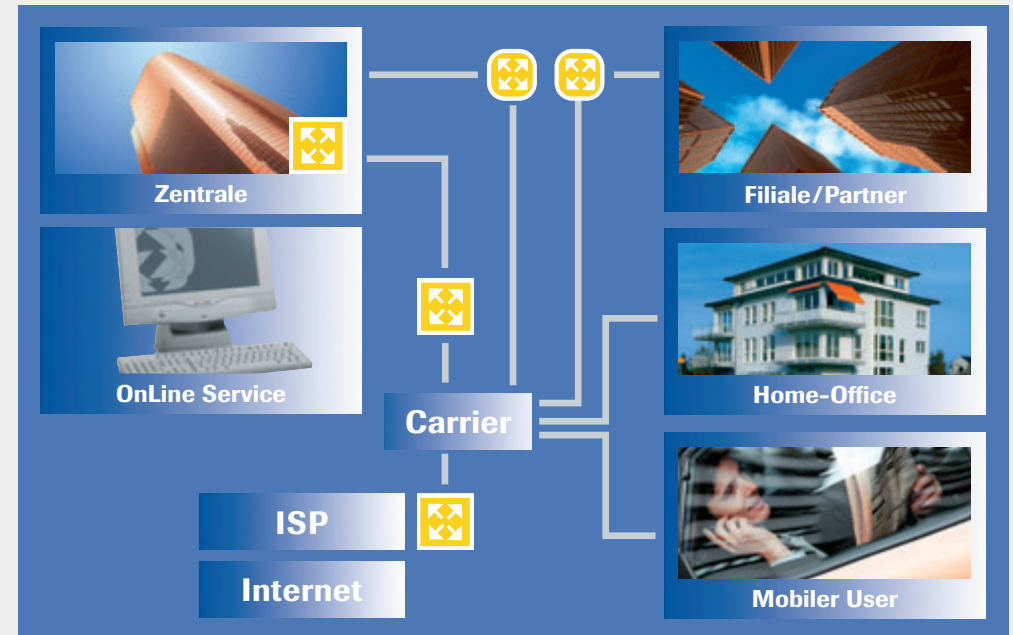 Zentrale
Filiale/Partner
OnLine Service
Home-Office
Carrier
ISP
Internet
Mobiler User